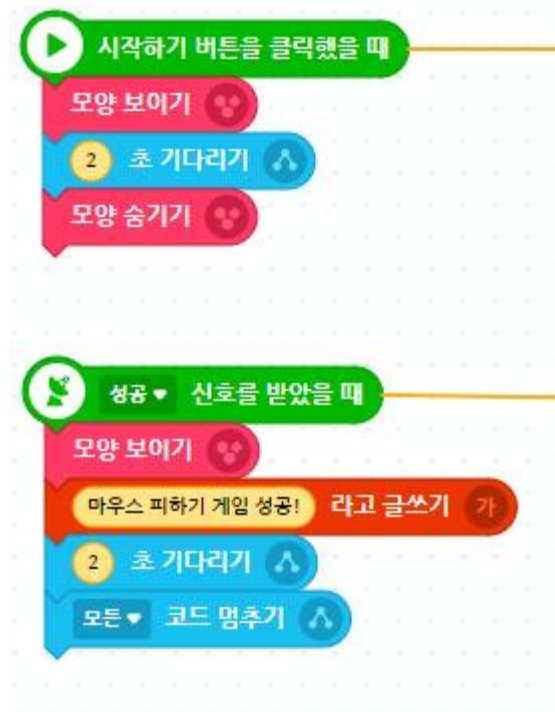 시작하기 버튼을 클릭했을 때
모양 보이기
2 초 기다리기
모양 숨기기
성공 신호를 받았을 때
모양 보이기
마우스 피하기 게임 성공! 라고 글쓰기 가
2 초 기다리기
모든 코드 멈추기